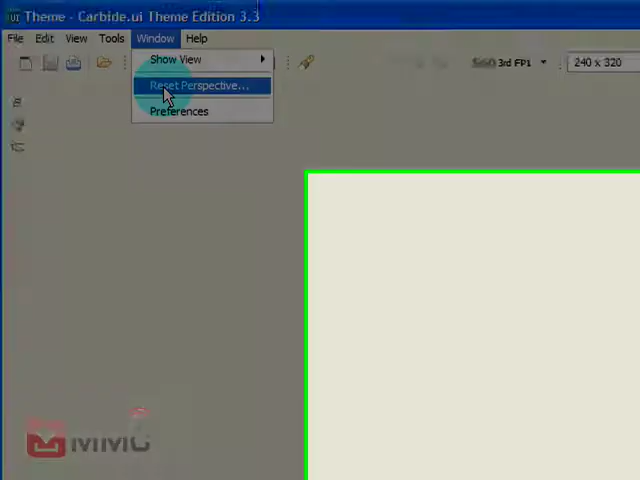 Theme - Carbide.ui Theme Edition 3.3
File Edit View Tools Window Help
Show View
3rd FP1
240 x 320
Reset Perspective...
Preferences
MMG